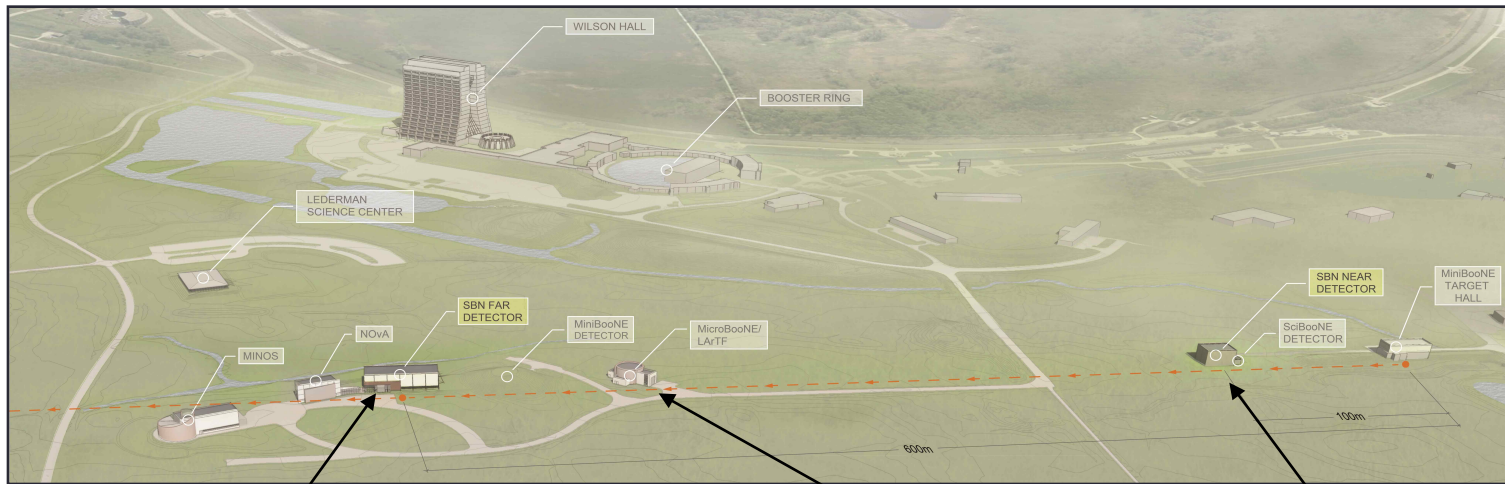 WILSON HALL
BOOSTER RING
LEDERMAN
SCIENCE CENTER
SBN FAR
DETECTOR
MiniBooNE
DETECTOR
MicroBooNE/
LArTF
NOvA
MINOS
SBN NEAR
DETECTOR
SciBooNE
DETECTOR
MiniBooNE
TARGET
HALL
100m
600m